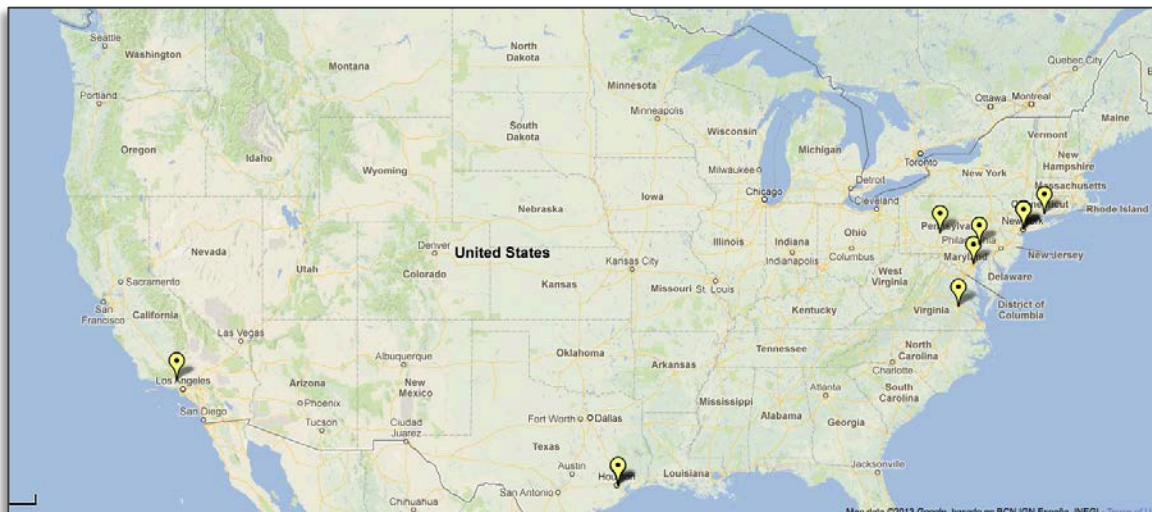 Seattle
Washington
Montana
North
Dakota
Minnesota
Quebec City
Portland
Minneapolis
Ottawa
Montreal
Maine
Oregon
Idaho
South
Dakota
Wisconsin
Michigan
Toronto
Vermont
New
Hampshire
Wyoming
Milwaukee
Detroit
New York
Massachusetts
Chicago
Cleveland
Iowa
Rhode Island
Nebraska
Nevada
Utah
Denver
Colorado
United States
Illinois
Indiana
Indianapolis
Ohio
Columbus
Maryland
New Jersey
Delaware
Sacramento
San
Francisco
California
Kansas City
Kansas
Missouri
St. Louis
West
Virginia
Kentucky
Virginia
District of
Columbia
Las Vegas
Albuquerque
Oklahoma
Arkansas
Tennessee
North
Carolina
Charlotte
Los Angeles
Arizona
Phoenix
New
Mexico
Mississippi
Atlanta
South
Carolina
Alabama
Georgia
San Diego
Tucson
Ciudad
Juarez
Fort Worth
Dallas
Texas
Austin
Houston
Louisiana
Jacksonville
San Antonio
Chihuahua